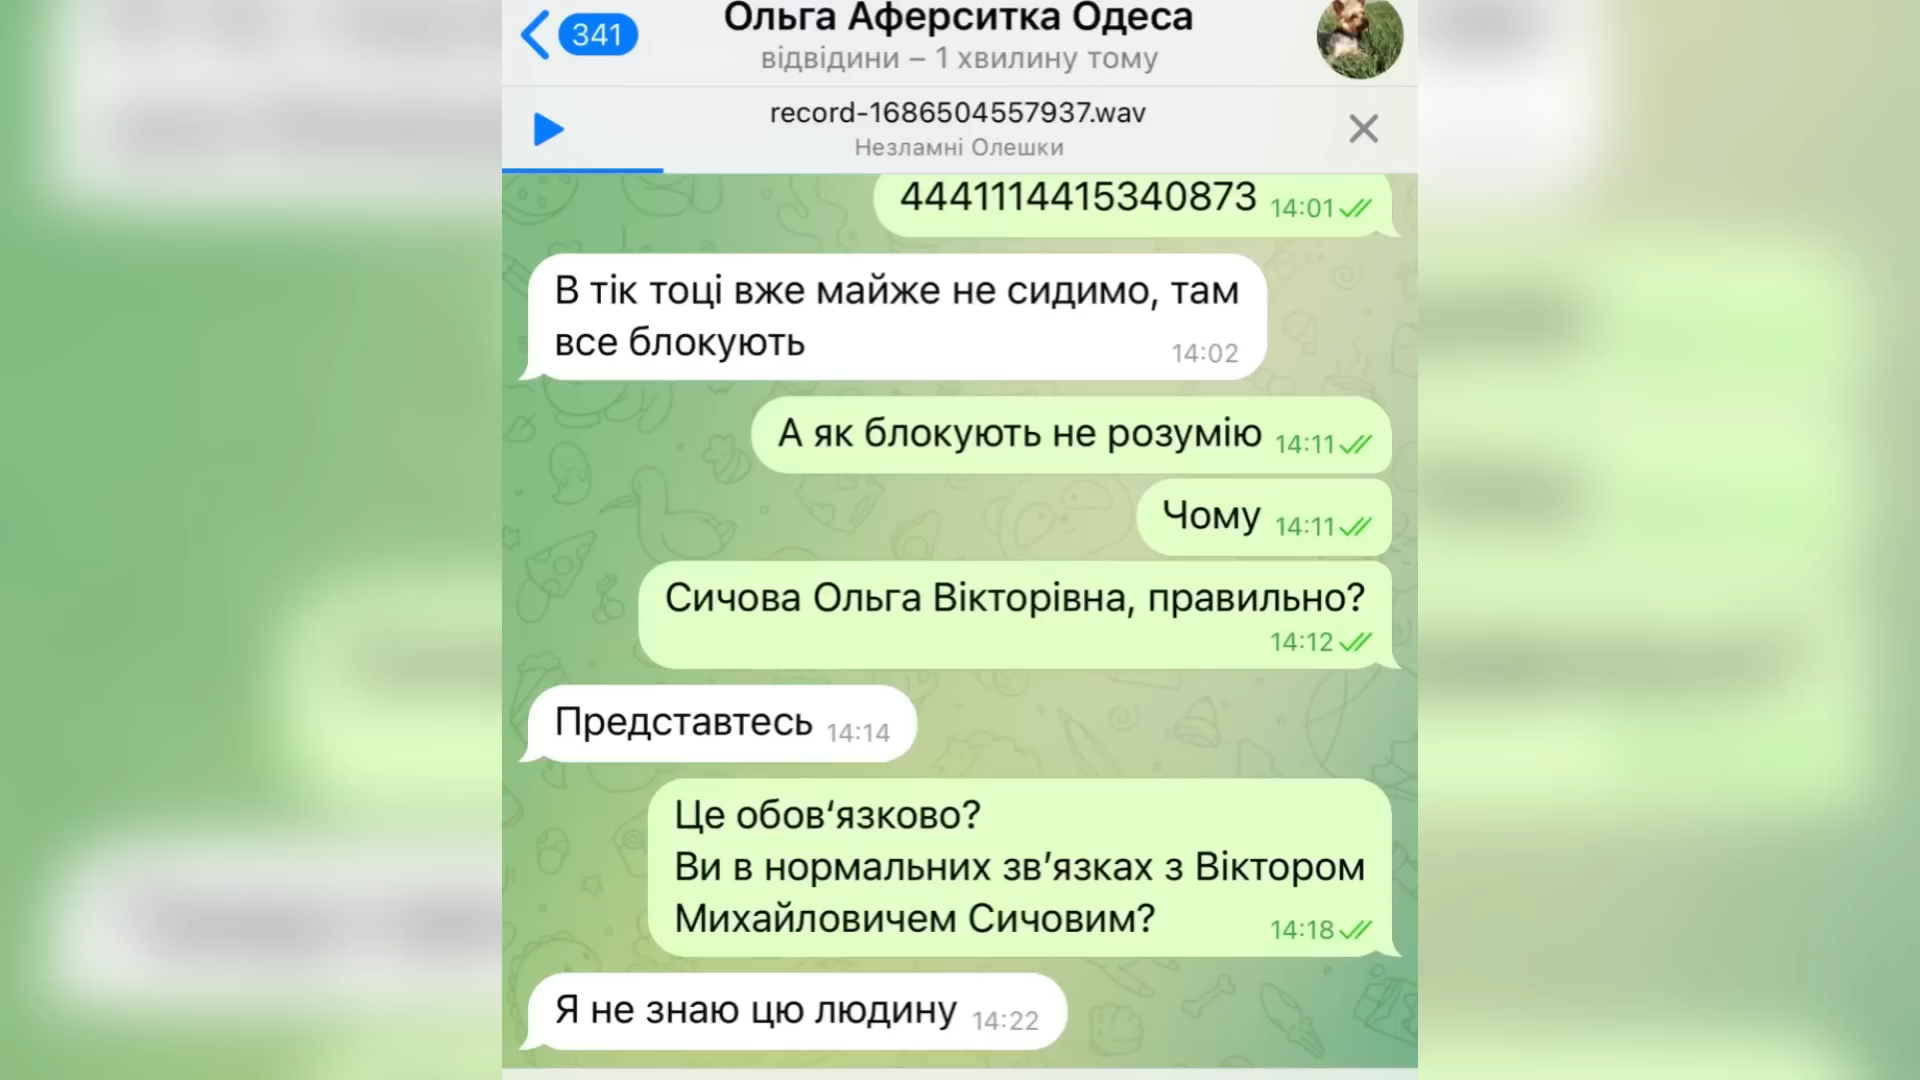 341
Ольга Аферситка Одеса
відвідини – 1 хвилину тому
record-1686504557937.wav
Незламні Олешки
4441114415340873 14:01
В тік тоці вже майже не сидимо, там
все блокують 14:02
А як блокують не розумію 14:11
Чому 14:11
Сичова Ольга Вікторівна, правильно?
14:12
Представтесь 14:14
Це обов‘язково?
Ви в нормальних зв’язках з Віктором
Михайловичем Сичовим? 14:18
Я не знаю цю людину 14:22